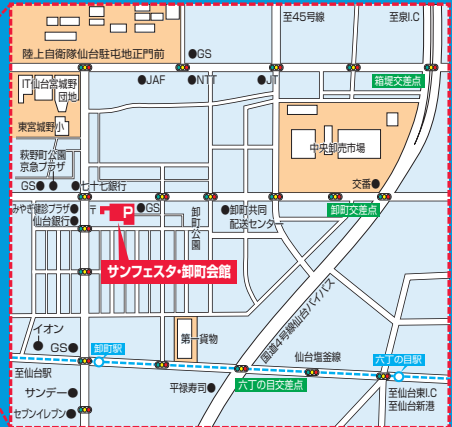 至45号線
至泉I.C
陸上自衛隊仙台駐屯地正門前
GS
JAF
NTT
JT
箱堤交差点
IT仙台宮城野
団地
東宮城野小
中央卸売市場
萩野町公園
京急プラザ
GS
七十七銀行
交番
みやぎ健診プラザ
〒
P
GS
仙台銀行
卸町公園
卸町共同
配送センター
卸町交差点
サンフェスタ・卸町会館
国道4号線仙台バイパス
イオン
GS
卸町駅
第一貨物
仙台塩釜線
六丁の目駅
至仙台駅
サンデー
セブンイレブン
平禄寿司
六丁の目交差点
至仙台東I.C
至仙台新港